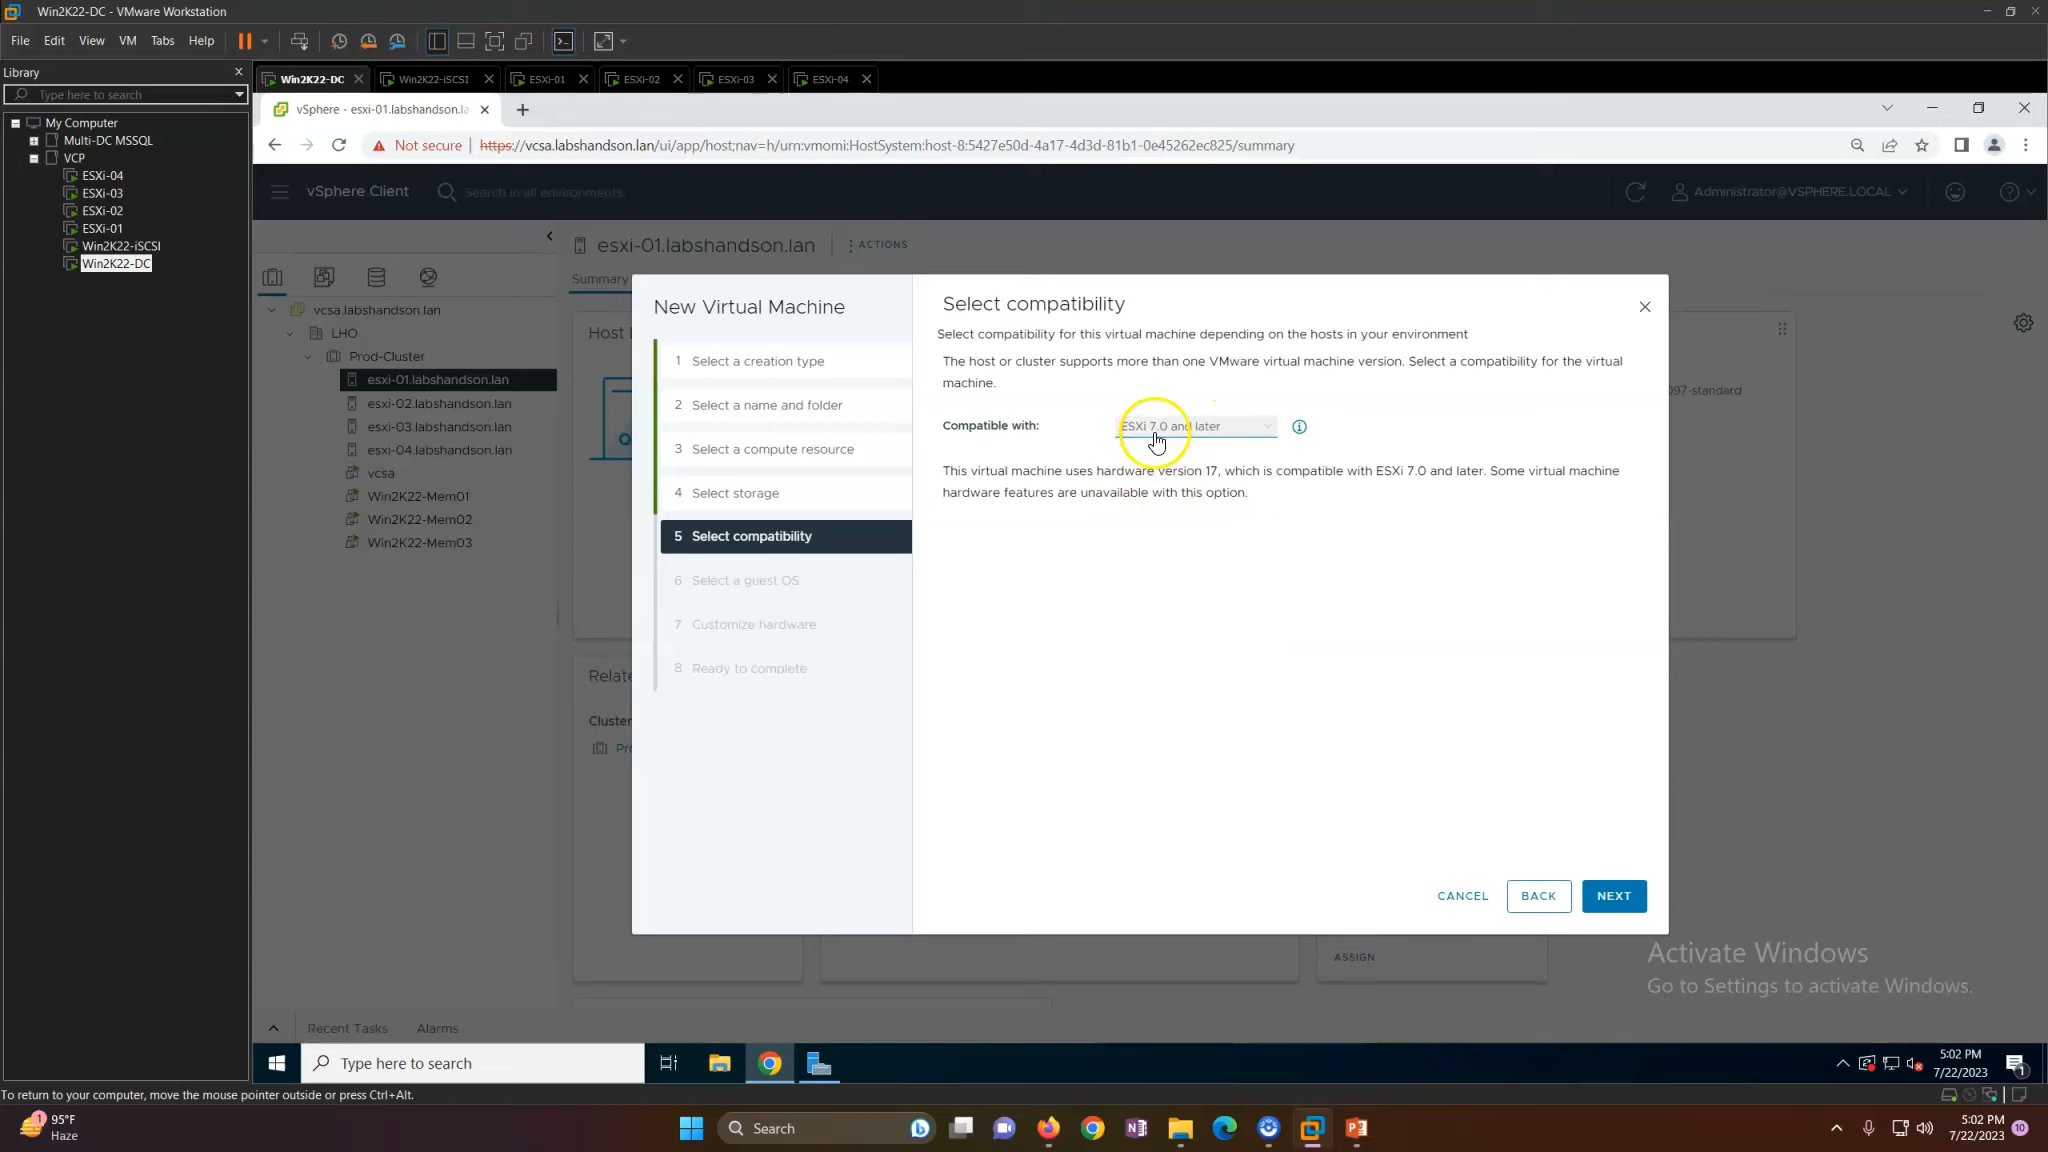 Win2K22-DC - VMware Workstation
File Edit View VM Tabs Help
Library
Type here to search
My Computer
Multi-DC MSSQL
VCP
ESXi-04
ESXi-03
ESXi-02
ESXi-01
Win2K22-iSCSI
Win2K22-DC
Win2K22-DC Win2K22-iSCSI ESXi-01 ESXi-02 ESXi-03 ESXi-04
vSphere - esxi-01.labshandson.la
Not secure https://vcsa.labshandson.lan/ui/app/host;nav=h/urn:vmomi:HostSystem:host-8:5427e50d-4a17-4d3d-81b1-0e45262ec825/summary
vSphere Client Search in all environments Administrator@VSPHERE.LOCAL
vcsa.labshandson.lan
LHO
Prod-Cluster
esxi-01.labshandson.lan
esxi-02.labshandson.lan
esxi-03.labshandson.lan
esxi-04.labshandson.lan
vcsa
Win2K22-Mem01
Win2K22-Mem02
Win2K22-Mem03
esxi-01.labshandson.lan ACTIONS
Summary
Host
097-standard
Relate
Cluster
Pr
ASSIGN
New Virtual Machine
1 Select a creation type
2 Select a name and folder
3 Select a compute resource
4 Select storage
5 Select compatibility
6 Select a guest OS
7 Customize hardware
8 Ready to complete
Select compatibility
Select compatibility for this virtual machine depending on the hosts in your environment
The host or cluster supports more than one VMware virtual machine version. Select a compatibility for the virtual
machine.
Compatible with: ESXi 7.0 and later
This virtual machine uses hardware version 17, which is compatible with ESXi 7.0 and later. Some virtual machine
hardware features are unavailable with this option.
CANCEL BACK NEXT
Activate Windows
Go to Settings to activate Windows.
Recent Tasks Alarms
Type here to search
5:02 PM
7/22/2023
1
To return to your computer, move the mouse pointer outside or press Ctrl+Alt.
1
95°F
Haze
Search
5:02 PM
7/22/2023
10